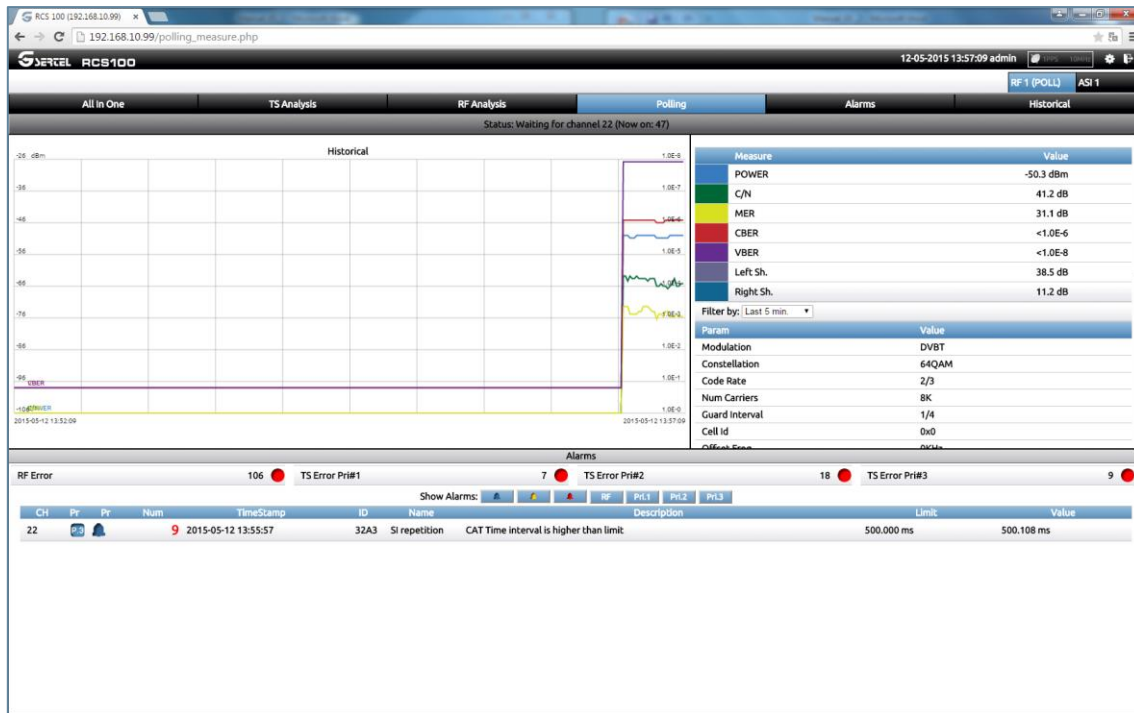 RCS 100 (192.168.10.99)
192.168.10.99/polling_measure.php
SERTEL RCS100
12-05-2015 13:57:09 admin 1PPS 10MHz
RF 1 (POLL) ASI 1
All In One TS Analysis RF Analysis Polling Alarms Historical
Status: Waiting for channel 22 (Now on: 47)
Historical
-26 dBm 1.0E-8
-36 1.0E-7
-46 1.0E-6
-56 1.0E-5
-66
-76 1.0E-3
-86 1.0E-2
-96 VBER 1.0E-1
1.0E-0
2015-05-12 13:52:09 2015-05-12 13:57:09
Measure Value
POWER -50.3 dBm
C/N 41.2 dB
MER 31.1 dB
CBER <1.0E-6
VBER <1.0E-8
Left Sh. 38.5 dB
Right Sh. 11.2 dB
Filter by: Last 5 min.
Param Value
Modulation DVBT
Constellation 64QAM
Code Rate 2/3
Num Carriers 8K
Guard Interval 1/4
Cell Id 0x0
Offset Freq 0KHz
Alarms
RF Error 106 TS Error Pri#1 7 TS Error Pri#2 18 TS Error Pri#3 9
Show Alarms: RF Pri.1 Pri.2 Pri.3
CH Pr Pr Num TimeStamp ID Name Description Limit Value
22 P.3 9 2015-05-12 13:55:57 32A3 SI repetition CAT Time interval is higher than limit 500.000 ms 500.108 ms